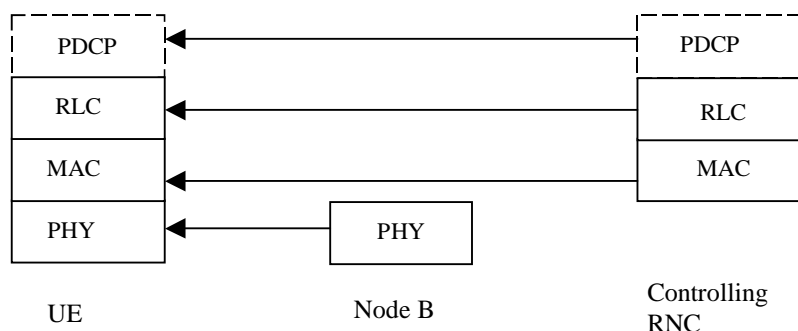 PDCP
PDCP
RLC
RLC
MAC
MAC
PHY
PHY
UE
Node B
Controlling
RNC